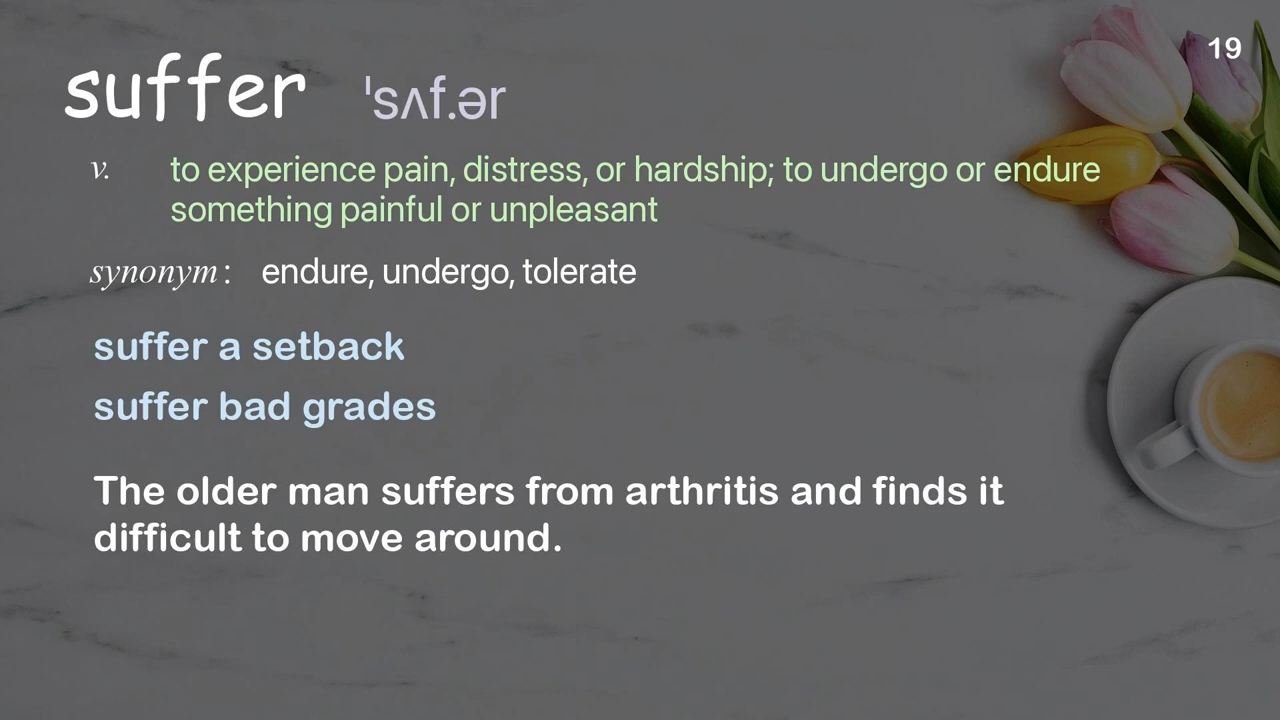 19
suffer ˈsʌf.ər
v. to experience pain, distress, or hardship; to undergo or endure
something painful or unpleasant
synonym: endure, undergo, tolerate
suffer a setback
suffer bad grades
The older man suffers from arthritis and finds it
difficult to move around.